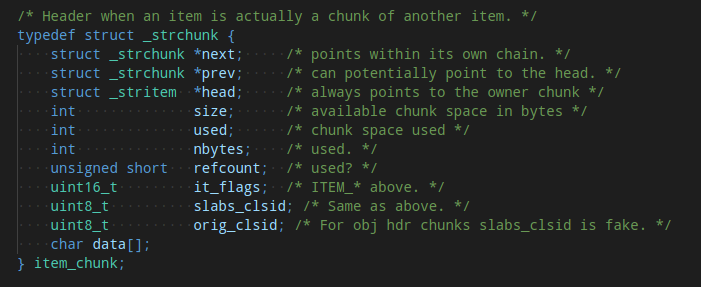 /* Header when an item is actually a chunk of another item. */
typedef struct _strchunk {
    struct _strchunk *next;     /* points within its own chain. */
    struct _strchunk *prev;     /* can potentially point to the head. */
    struct _stritem  *head;     /* always points to the owner chunk */
    int              size;      /* available chunk space in bytes */
    int              used;      /* chunk space used */
    int              nbytes;    /* used. */
    unsigned short   refcount;  /* used? */
    uint16_t         it_flags;  /* ITEM_* above. */
    uint8_t          slabs_clsid; /* Same as above. */
    uint8_t          orig_clsid; /* For obj hdr chunks slabs_clsid is fake. */
    char data[];
} item_chunk;